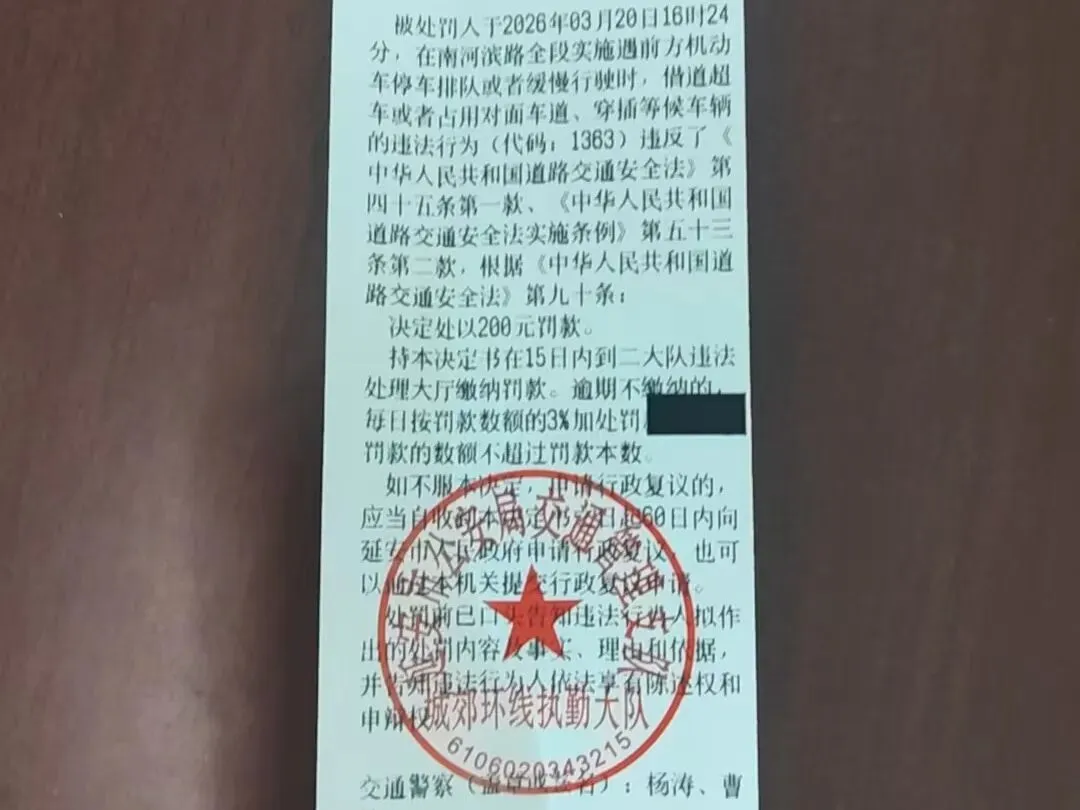 被处罚人于2026年03月20日16时24
分，在南河滨路全段实施遇前方机动
车停车排队或者缓慢行驶时，借道超
车或者占用对面车道、穿插等候车辆
的违法行为（代码：1363）违反了《
中华人民共和国道路交通安全法》第
四十五条第一款、《中华人民共和国
道路交通安全法实施条例》第五十三
条第二款，根据《中华人民共和国道
路交通安全法》第九十条：
决定处以200元罚款。
持本决定书在15日内到二大队违法
处理大厅缴纳罚款。逾期不缴纳的，
每日按罚款数额的3%加处罚
罚款的数额不超过罚款本数。
如不服本决定，申请行政复议的，
应当自收到本决定书之日起60日内向
延安市人民政府申请行政复议，也可
以通过本机关提交行政复议申请。
处罚前已口头告知违法行为人拟作
出的处罚内容及事实、理由和依据，
并告知违法行为人依法享有陈述权和
申辩权
延安市公安局交通警察支队
城郊环线执勤大队
6106020343215
交通警察（盖章或签名）：杨涛、曹